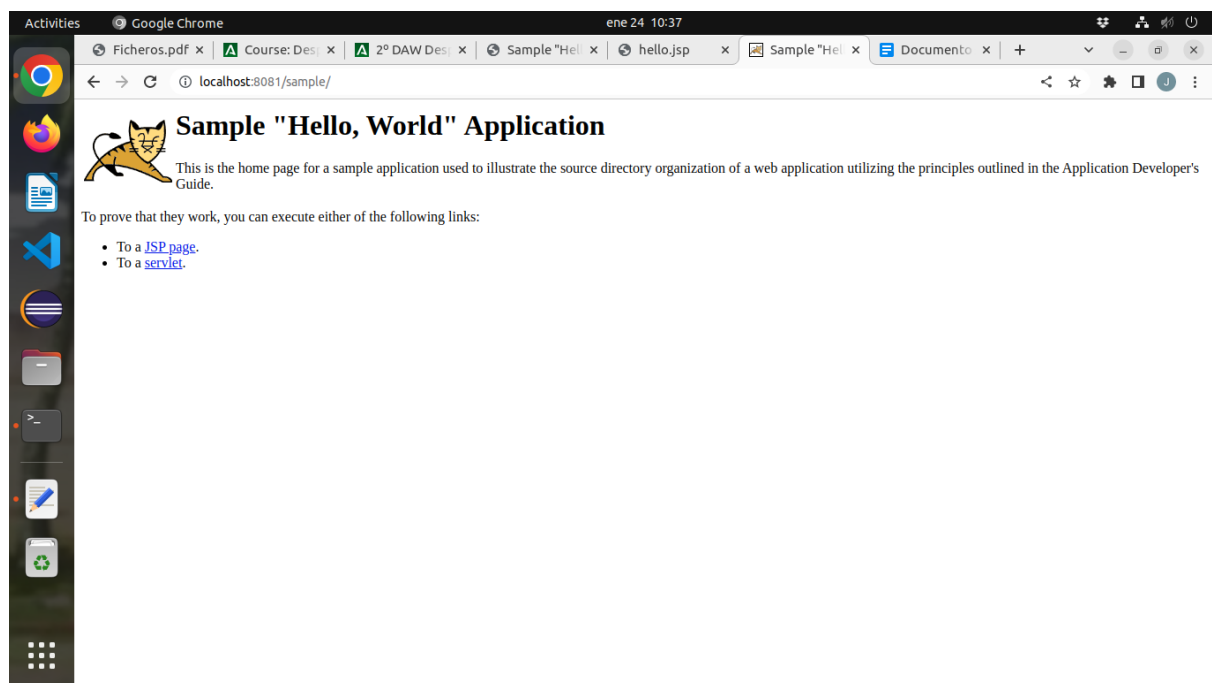 Activities Google Chrome ene 24 10:37
Ficheros.pdf Course: Des 2º DAW Des Sample "Hel hello.jsp Sample "Hel Documento
localhost:8081/sample/ J
Sample "Hello, World" Application
This is the home page for a sample application used to illustrate the source directory organization of a web application utilizing the principles outlined in the Application Developer's
Guide.
To prove that they work, you can execute either of the following links:
• To a JSP page.
• To a servlet.